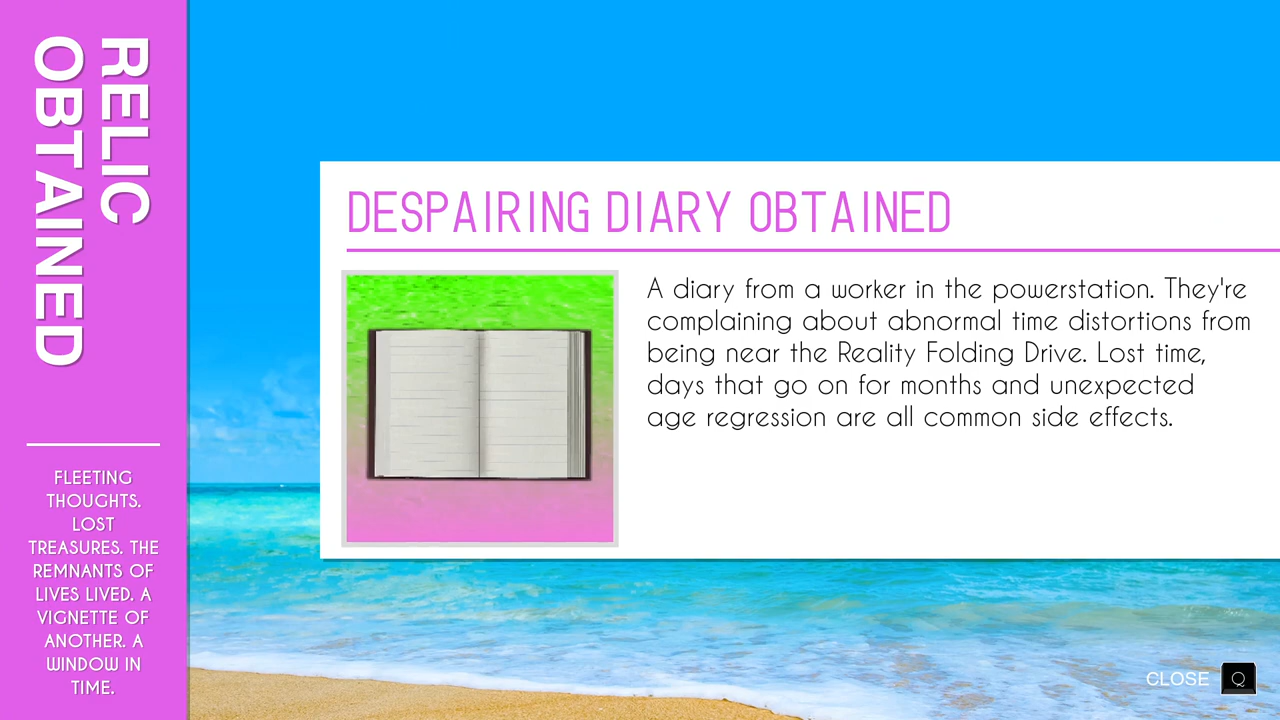 RELIC
OBTAINED
FLEETING
THOUGHTS.
LOST
TREASURES. THE
REMNANTS OF
LIVES LIVED. A
VIGNETTE OF
ANOTHER. A
WINDOW IN
TIME.
DESPAIRING DIARY OBTAINED
A diary from a worker in the powerstation. They're
complaining about abnormal time distortions from
being near the Reality Folding Drive. Lost time,
days that go on for months and unexpected
age regression are all common side effects.
CLOSE Q